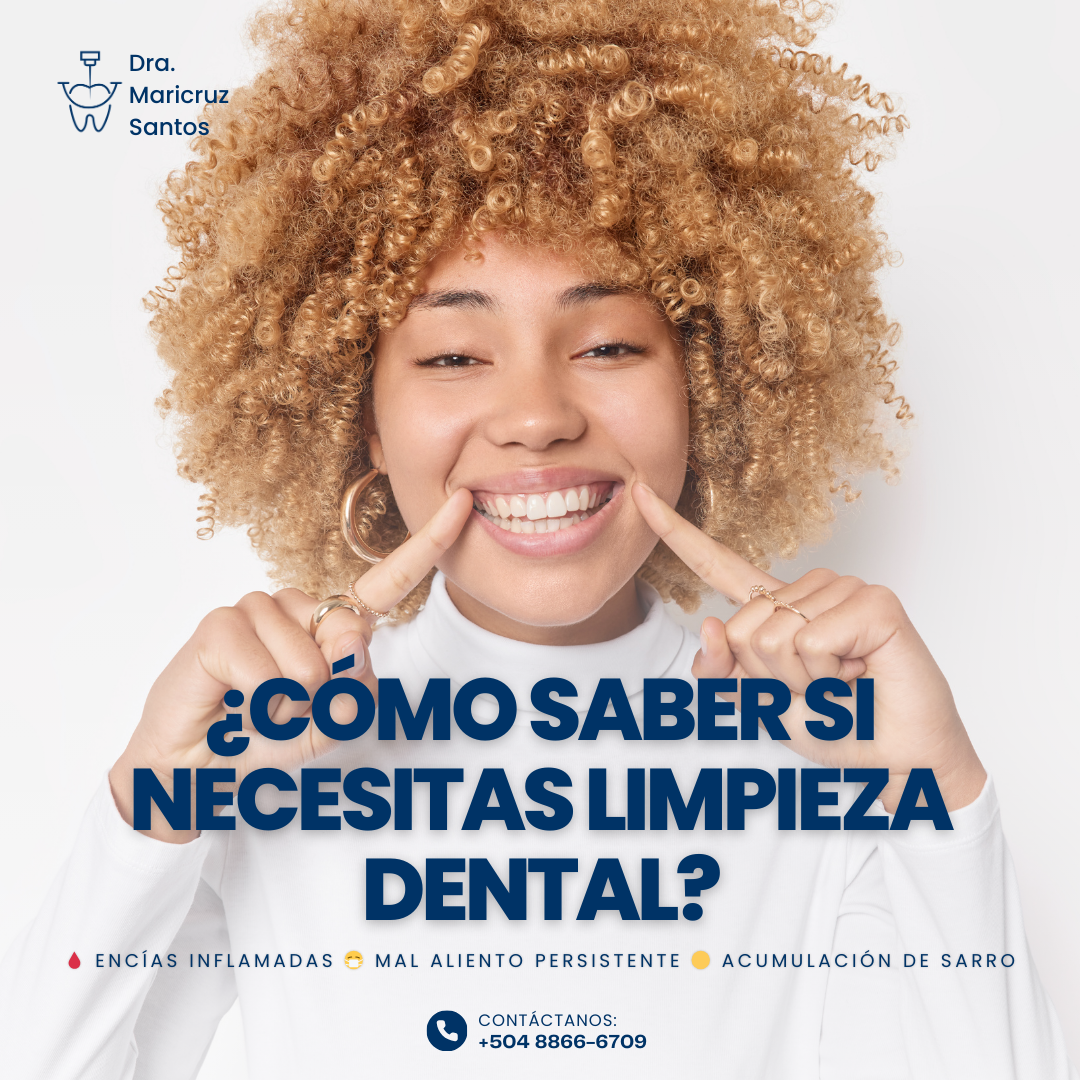 Dra.
Maricruz
Santos
¿CÓMO SABER SI
NECESITAS LIMPIEZA
DENTAL?
🩸 ENCÍAS INFLAMADAS 😷 MAL ALIENTO PERSISTENTE 🟡 ACUMULACIÓN DE SARRO
CONTÁCTANOS:
+504 8866-6709